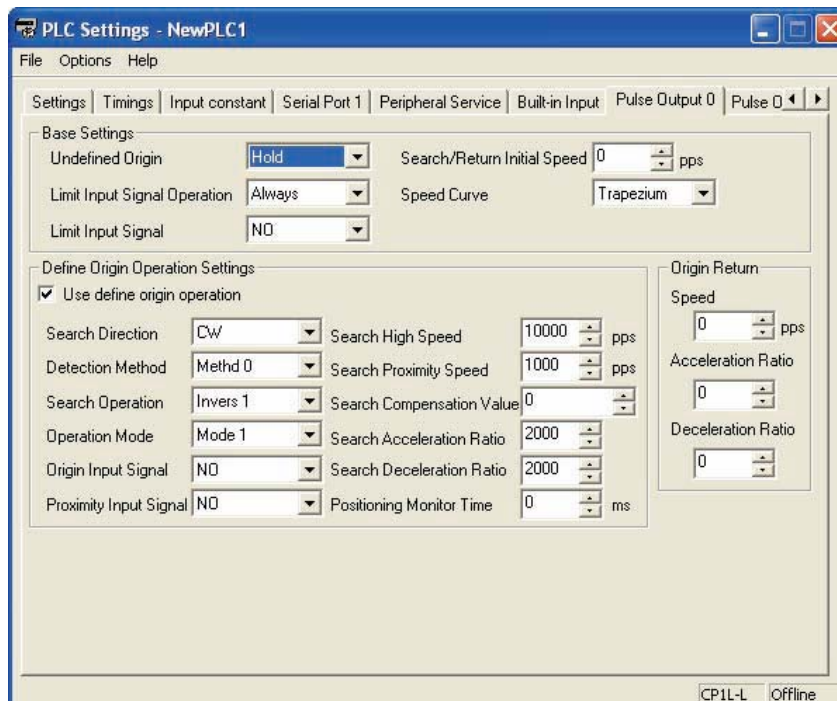 PLC Settings - NewPLC1
File Options Help
Settings Timings Input constant Serial Port 1 Peripheral Service Built-in Input Pulse Output 0 Pulse O
Base Settings
Undefined Origin Hold Search/Return Initial Speed 0 pps
Limit Input Signal Operation Always Speed Curve Trapezium
Limit Input Signal NO
Define Origin Operation Settings Origin Return
Use define origin operation Speed
Search Direction CW Search High Speed 10000 pps 0 pps
Detection Method Methd 0 Search Proximity Speed 1000 pps Acceleration Ratio
Search Operation Invers 1 Search Compensation Value 0 0
Operation Mode Mode 1 Search Acceleration Ratio 2000 Deceleration Ratio
Origin Input Signal NO Search Deceleration Ratio 2000 0
Proximity Input Signal NO Positioning Monitor Time 0 ms
CP1L-L Offline